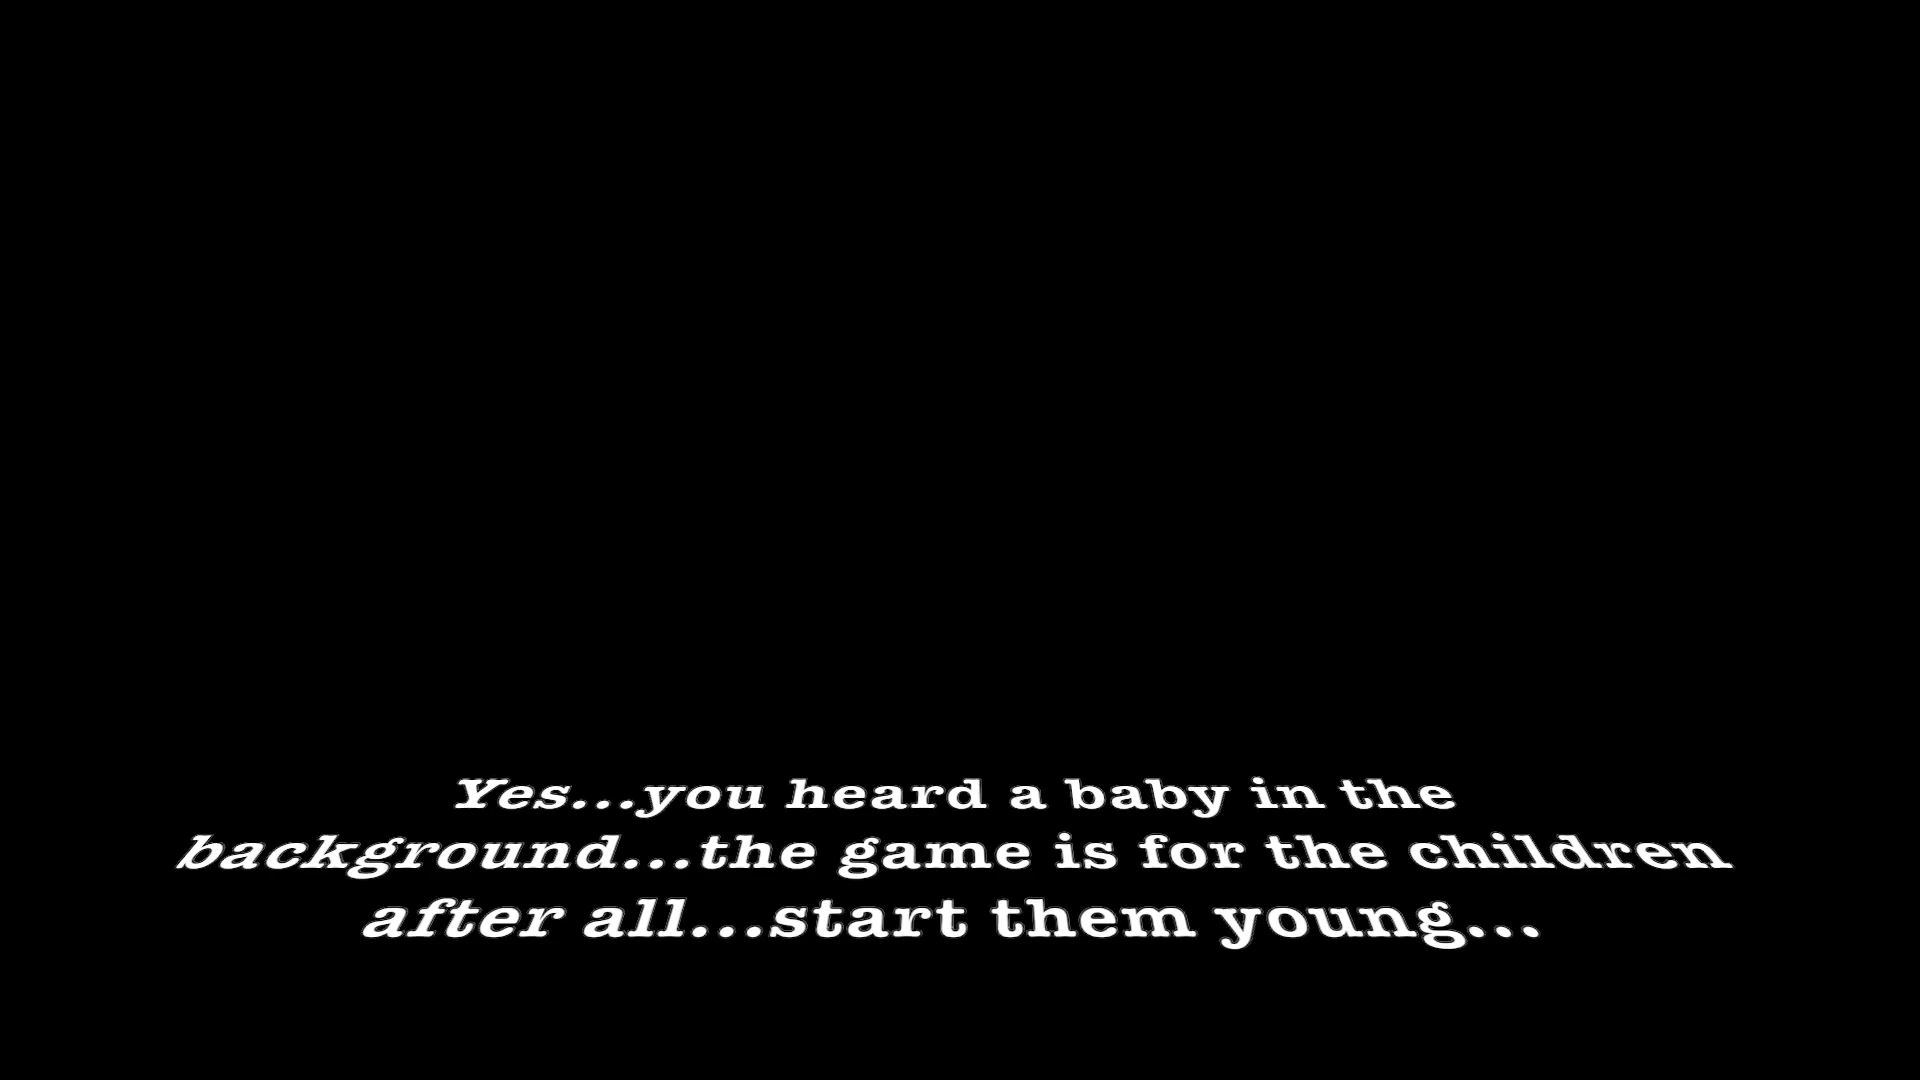 Yes...you heard a baby in the
background...the game is for the children
after all...start them young...